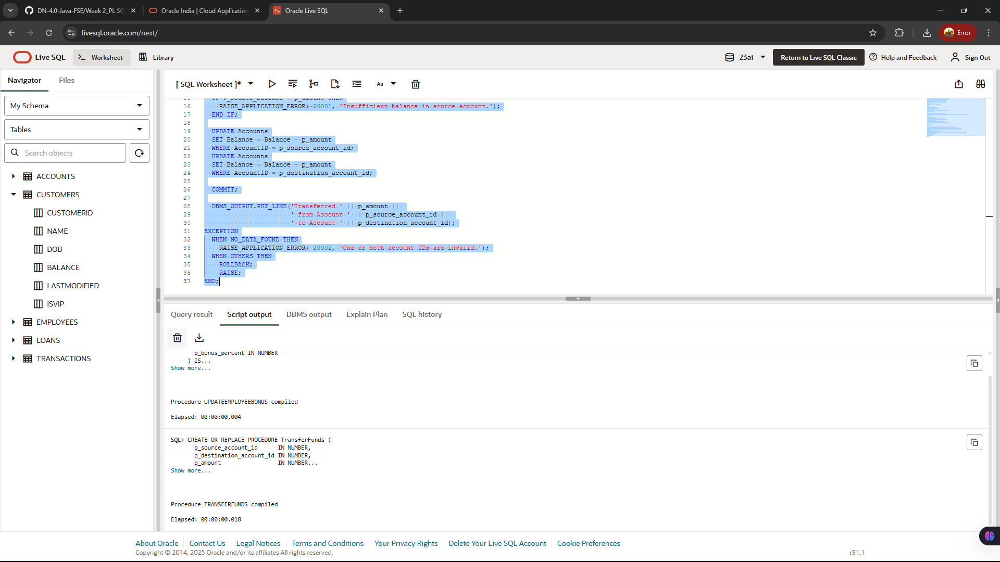 DN-4.0-Java-FSE/Week 2_PL SQ
Oracle India | Cloud Application
Oracle Live SQL
livesql.oracle.com/next/
Error
Live SQL
Worksheet
Library
23ai
Return to Live SQL Classic
Help and Feedback
Sign Out
Navigator
Files
My Schema
Tables
Search objects
ACCOUNTS
CUSTOMERS
CUSTOMERID
NAME
DOB
BALANCE
LASTMODIFIED
ISVIP
EMPLOYEES
LOANS
TRANSACTIONS
[ SQL Worksheet ]*
Aa
15 IF v_source_balance < p_amount THEN
16 RAISE_APPLICATION_ERROR(-20001, 'Insufficient balance in source account.');
17 END IF;
18
19 UPDATE Accounts
20 SET Balance = Balance - p_amount
21 WHERE AccountID = p_source_account_id;
22 UPDATE Accounts
23 SET Balance = Balance + p_amount
24 WHERE AccountID = p_destination_account_id;
25
26 COMMIT;
27
28 DBMS_OUTPUT.PUT_LINE('Transferred ' || p_amount ||
29 ' from Account ' || p_source_account_id ||
30 ' to Account ' || p_destination_account_id);
31 EXCEPTION
32 WHEN NO_DATA_FOUND THEN
33 RAISE_APPLICATION_ERROR(-20002, 'One or both account IDs are invalid.');
34 WHEN OTHERS THEN
35 ROLLBACK;
36 RAISE;
37 END;
Query result
Script output
DBMS output
Explain Plan
SQL history
p_bonus_percent IN NUMBER
) IS...
Show more...
Procedure UPDATEEMPLOYEEBONUS compiled
Elapsed: 00:00:00.004
SQL> CREATE OR REPLACE PROCEDURE TransferFunds (
p_source_account_id IN NUMBER,
p_destination_account_id IN NUMBER,
p_amount IN NUMBER...
Show more...
Procedure TRANSFERFUNDS compiled
Elapsed: 00:00:00.018
About Oracle
Contact Us
Legal Notices
Terms and Conditions
Your Privacy Rights
Delete Your Live SQL Account
Cookie Preferences
Copyright © 2014, 2025 Oracle and/or its affiliates All rights reserved.
r31.1